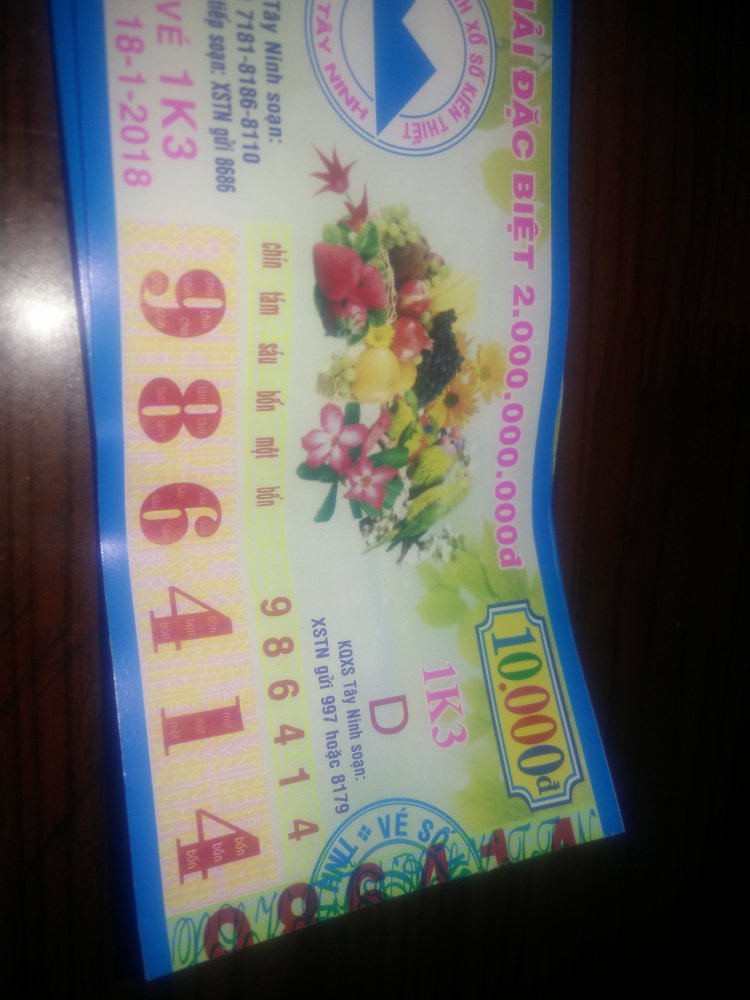 GIẢI ĐẶC BIỆT 2.000.000.000đ
XỔ SỐ KIẾN THIẾT
TÂY NINH
Tây Ninh soạn:
7181-8186-8110
tiếp soạn: XSTN gửi 8686
VÉ 1K3
18-1-2018
10.000đ
1K3
D
KQXS Tây Ninh soạn:
XSTN gửi 997 hoặc 8179
chín tám sáu bốn một bốn
986414
986414
VÉ SỐ